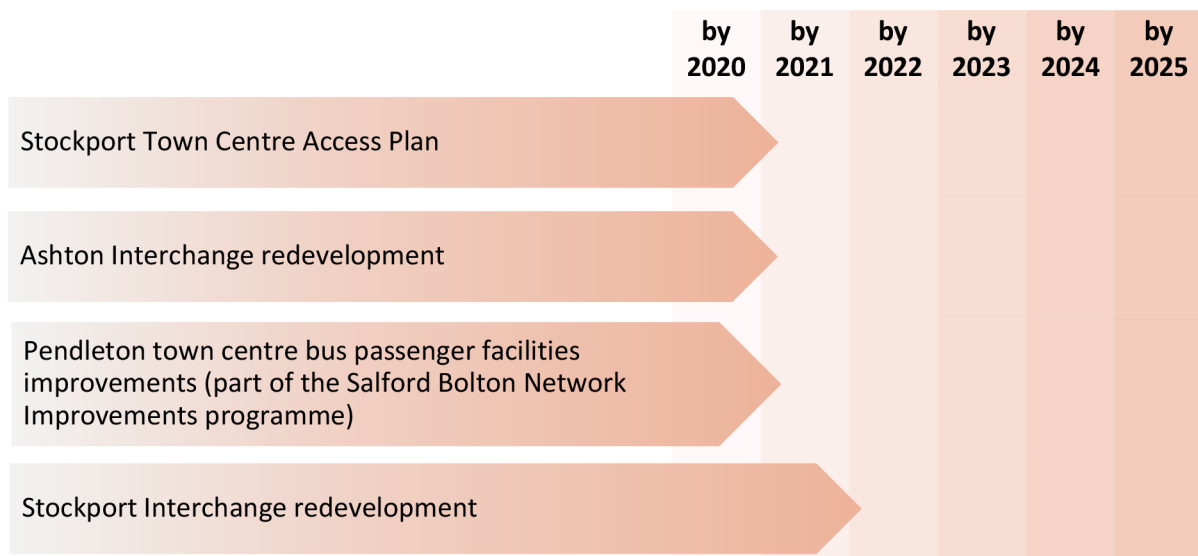 by by by by by by
2020 2021 2022 2023 2024 2025
Stockport Town Centre Access Plan
Ashton Interchange redevelopment
Pendleton town centre bus passenger facilities
improvements (part of the Salford Bolton Network
Improvements programme)
Stockport Interchange redevelopment